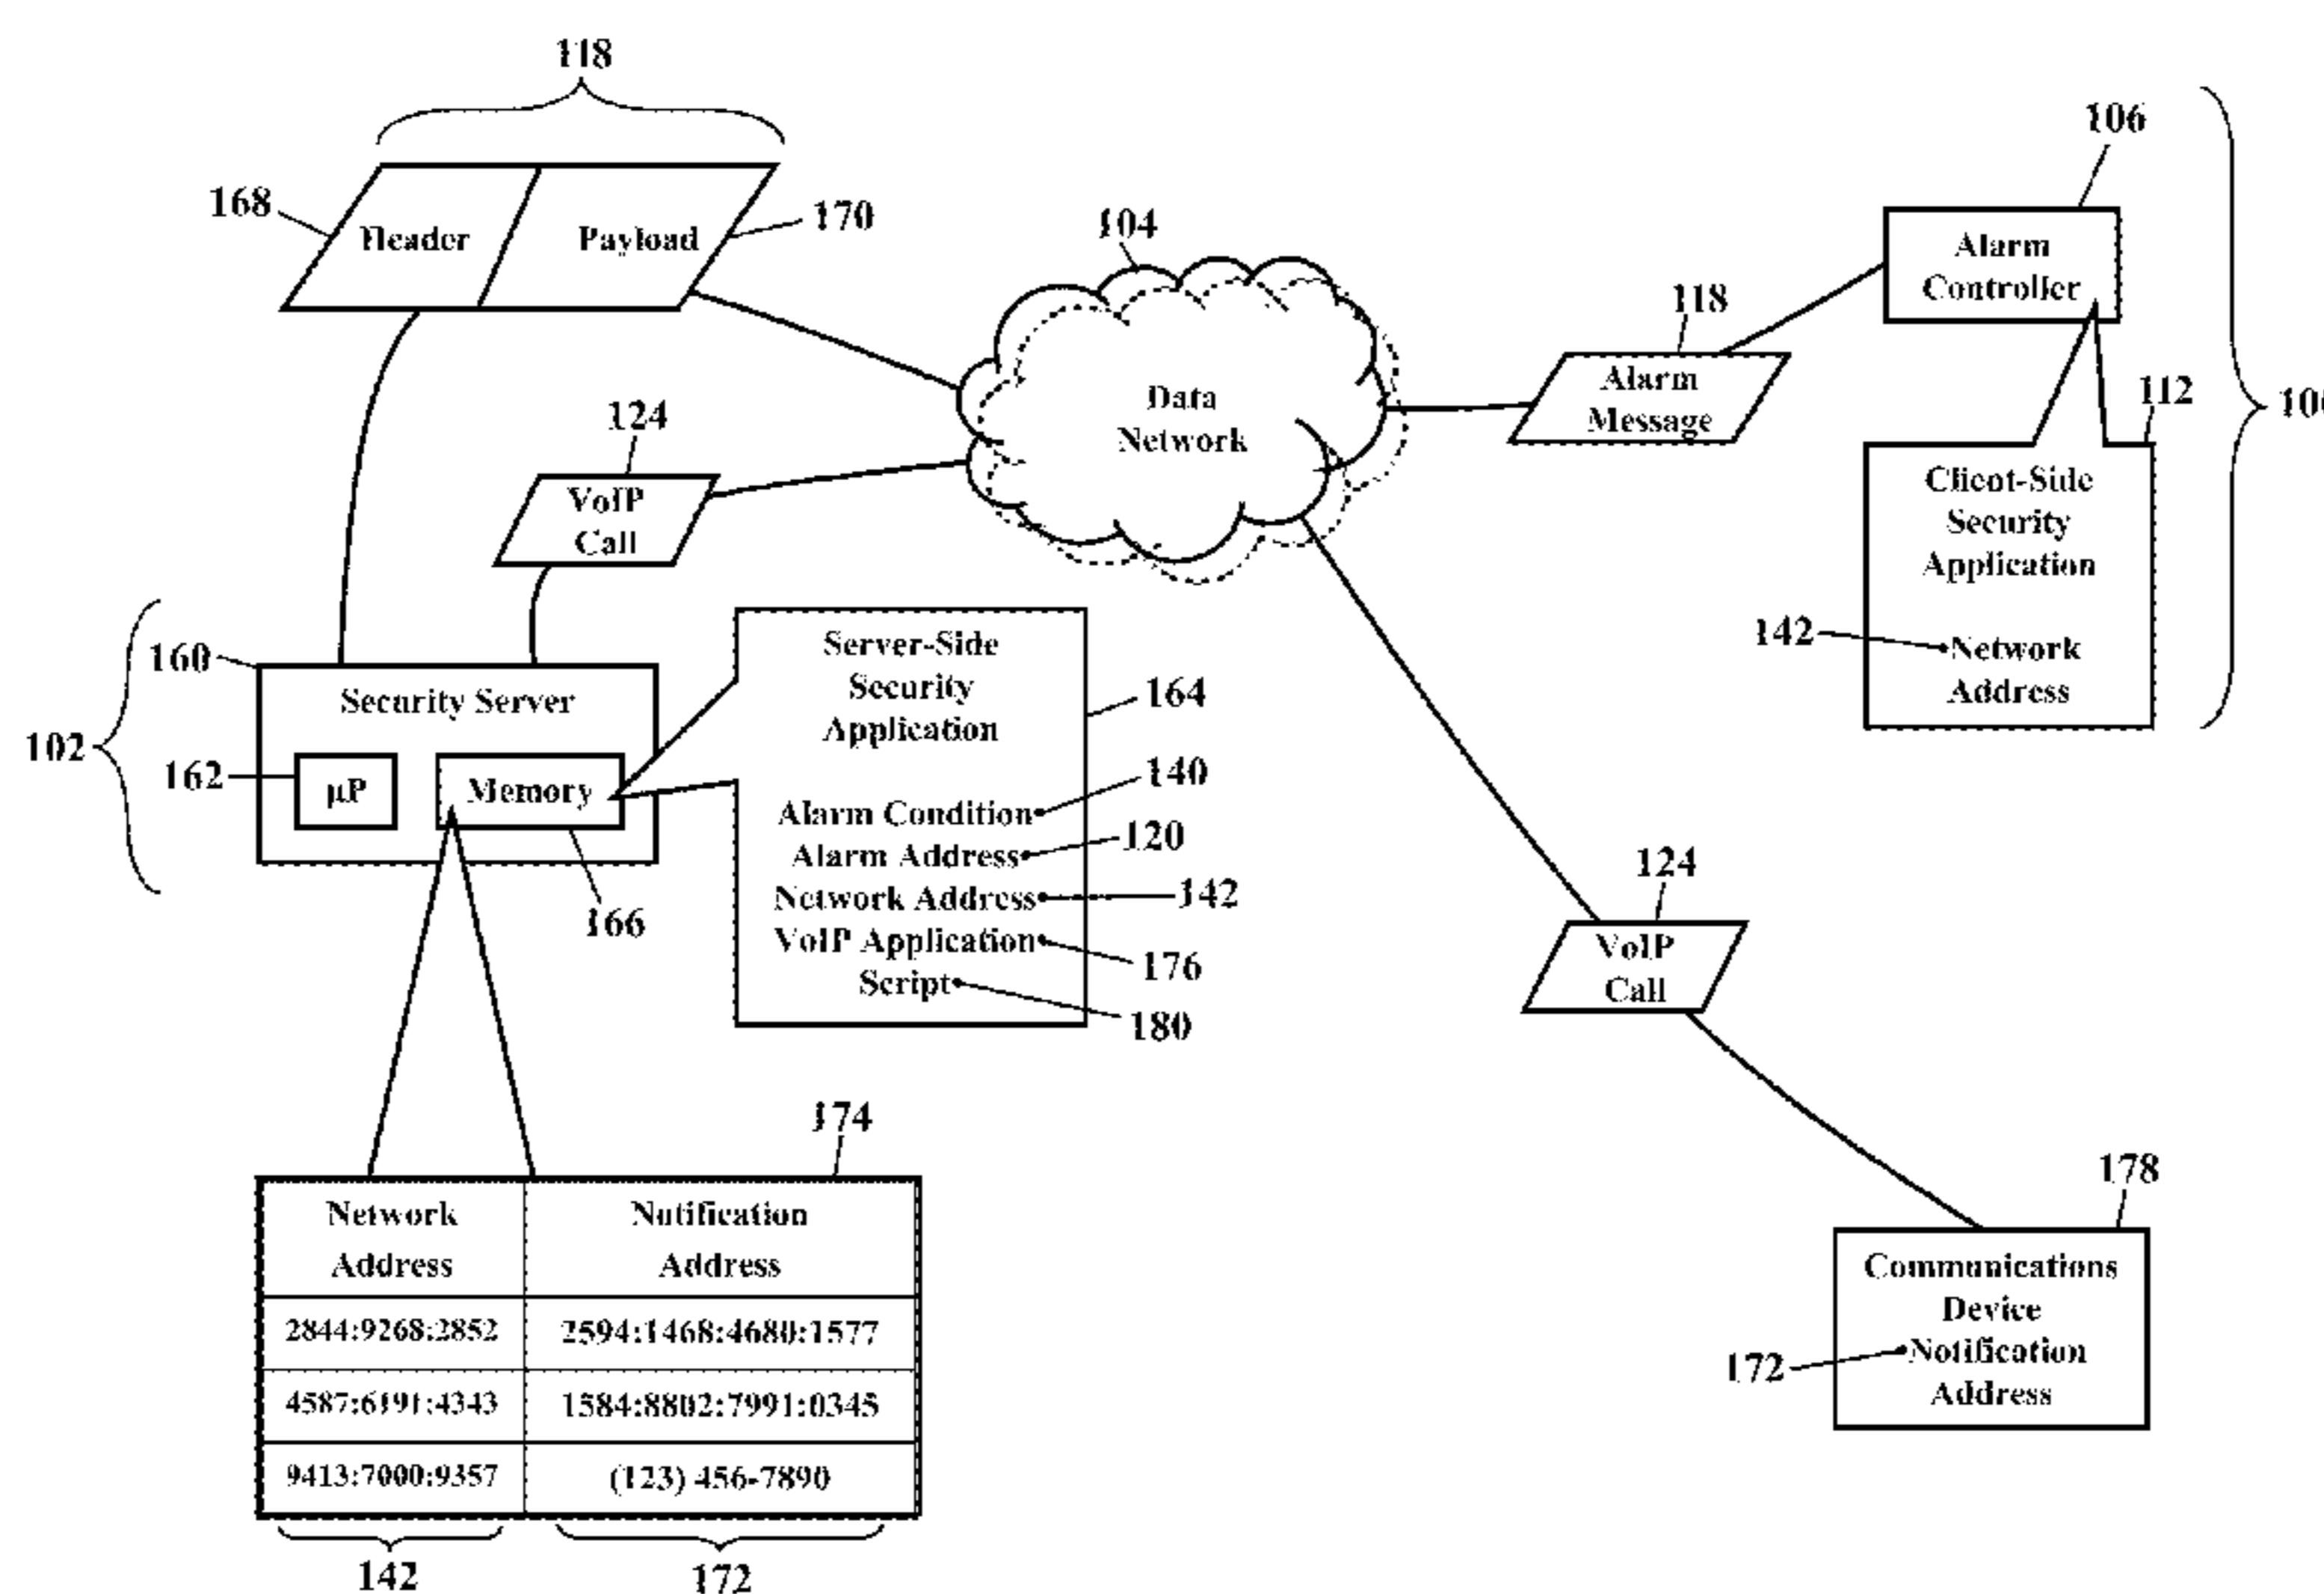 118
168
Header
Payload
170
104
Data
Network
106
Alarm
Controller
118
Alarm
Message
112
Client-Side
Security
Application
142
Network
Address
124
VoIP
Call
102
160
Security Server
162
µP
Memory
166
Server-Side
Security
Application
164
Alarm Condition
140
Alarm Address
120
Network Address
142
VoIP Application
176
Script
180
124
VoIP
Call
178
Communications
Device
172
Notification
Address
174
Network
Address
Notification
Address
2844:9268:2852
2594:1468:4680:1577
4587:6191:4343
1584:8802:7991:0345
9413:7000:9357
(123) 456-7890
142
172